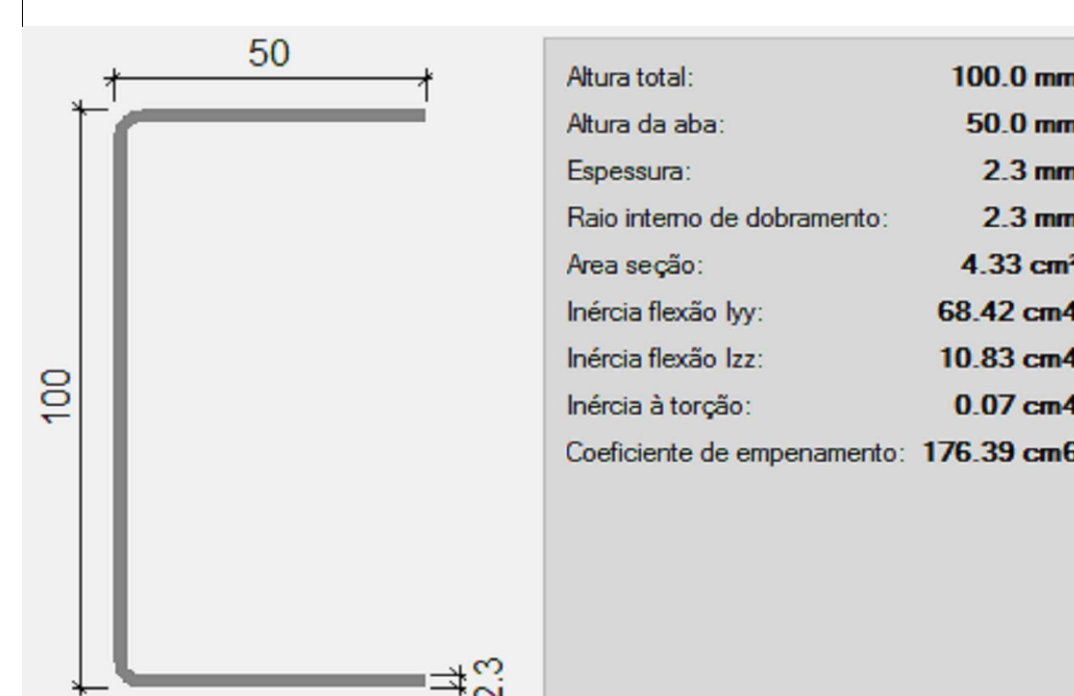 50
100
2.3
Altura total: 100.0 mm
Altura da aba: 50.0 mm
Espessura: 2.3 mm
Raio interno de dobramento: 2.3 mm
Area seção: 4.33 cm²
Inércia flexão Iyy: 68.42 cm4
Inércia flexão Izz: 10.83 cm4
Inércia à torção: 0.07 cm4
Coeficiente de empenamento: 176.39 cm6